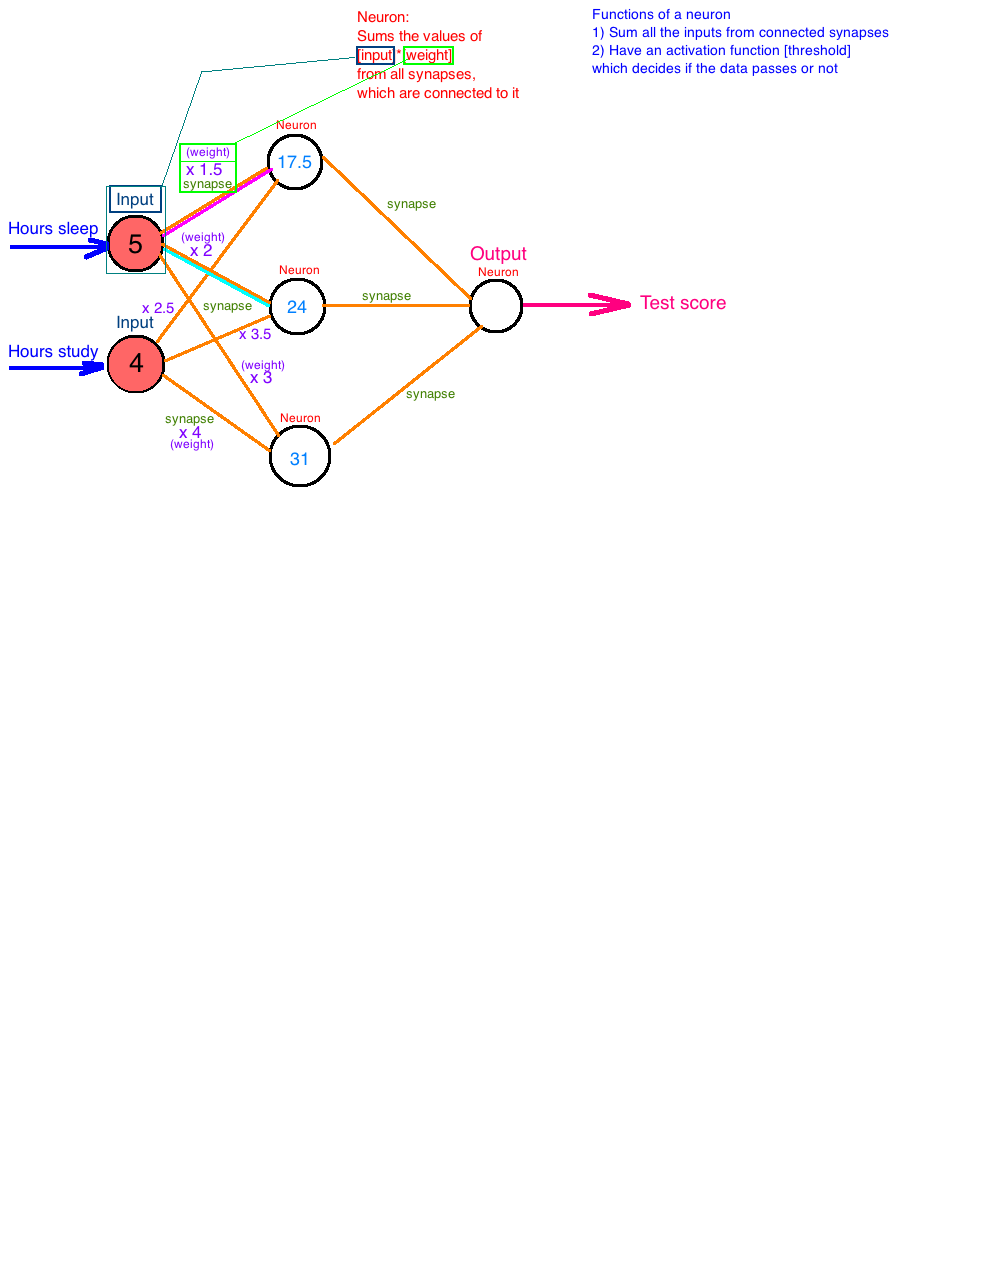 Neuron:
Sums the values of
[input * weight]
from all synapses,
which are connected to it
Functions of a neuron
1) Sum all the inputs from connected synapses
2) Have an activation function [threshold]
which decides if the data passes or not
Neuron
17.5
(weight)
x 1.5
synapse
Input
Hours sleep
5
(weight)
x 2
synapse
Output
Neuron
Test score
Neuron
24
synapse
x 2.5
synapse
Input
x 3.5
Hours study
4
(weight)
x 3
synapse
synapse
x 4
(weight)
Neuron
31